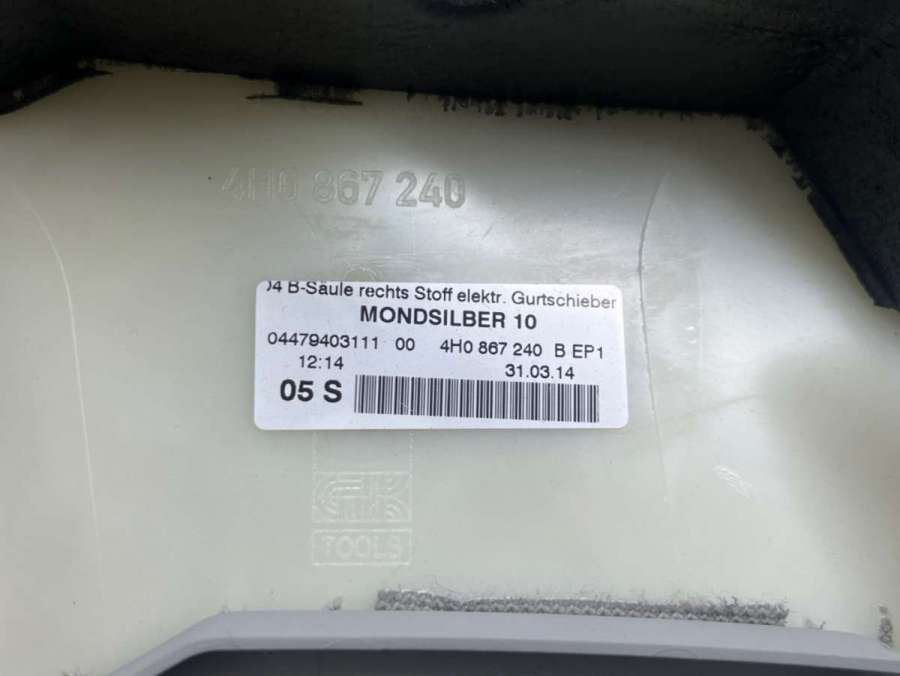 4H0 867 240
04 B-Säule rechts Stoff elektr. Gurtschieber
MONDSILBER 10
04479403111 00 4H0 867 240 B EP1
12:14 31.03.14
05 S
TOOLS